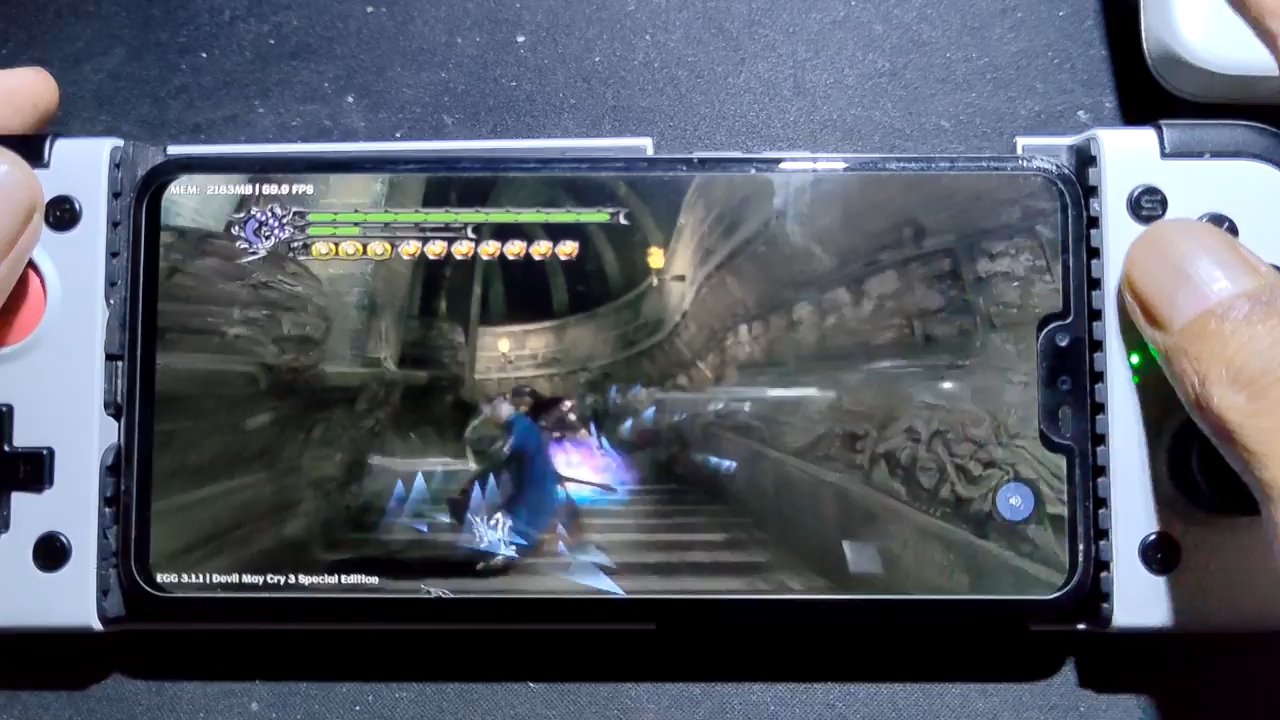 MEM: 2183MB | 59.9 FPS
EGG 3.1.1 | Devil May Cry 3 Special Edition